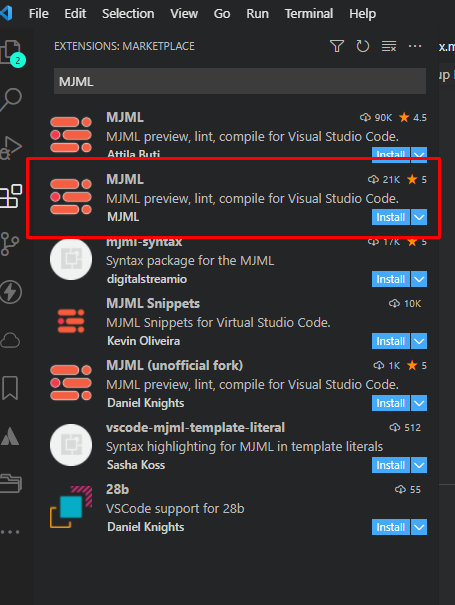 File Edit Selection View Go Run Terminal Help
EXTENSIONS: MARKETPLACE
2
MJML
MJML 90K 4.5
MJML preview, lint, compile for Visual Studio Code.
Attila Buti Install
MJML 21K 5
MJML preview, lint, compile for Visual Studio Code.
MJML Install
mjml-syntax 17K 5
Syntax package for the MJML
digitalstreamio Install
MJML Snippets 10K
MJML Snippets for Virtual Studio Code.
Kevin Oliveira Install
MJML (unofficial fork) 1K 5
MJML preview, lint, compile for Visual Studio Code.
Daniel Knights Install
vscode-mjml-template-literal 512
Syntax highlighting for MJML in template literals
Sasha Koss Install
28b 55
VSCode support for 28b
Daniel Knights Install